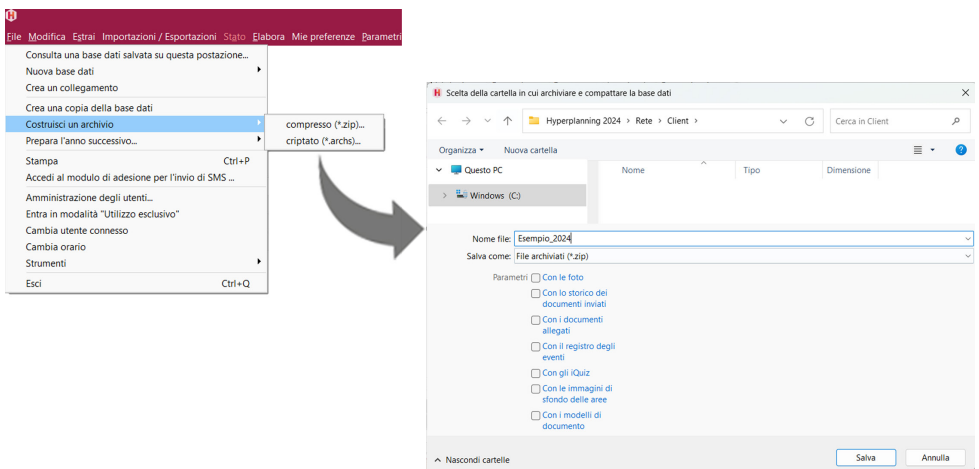 File Modifica Estrai Importazioni / Esportazioni Stato Elabora Mie preferenze Parametri
Consulta una base dati salvata su questa postazione...
Nuova base dati
Crea un collegamento
Crea una copia della base dati
Costruisci un archivio
compresso (*.zip)...
criptato (*.archs)...
Prepara l'anno successivo...
Stampa Ctrl+P
Accedi al modulo di adesione per l'invio di SMS ...
Amministrazione degli utenti...
Entra in modalità "Utilizzo esclusivo"
Cambia utente connesso
Cambia orario
Strumenti
Esci Ctrl+Q
Scelta della cartella in cui archiviare e compattare la base dati
Hyperplanning 2024 > Rete > Client >
Cerca in Client
Organizza Nuova cartella
Questo PC
Windows (C:)
Nome Tipo Dimensione
Nome file: Esempio_2024
Salva come: File archiviati (*.zip)
Parametri Con le foto
Con lo storico dei
documenti inviati
Con i documenti
allegati
Con il registro degli
eventi
Con gli iQuiz
Con le immagini di
sfondo delle aree
Con i modelli di
documento
Nascondi cartelle
Salva Annulla